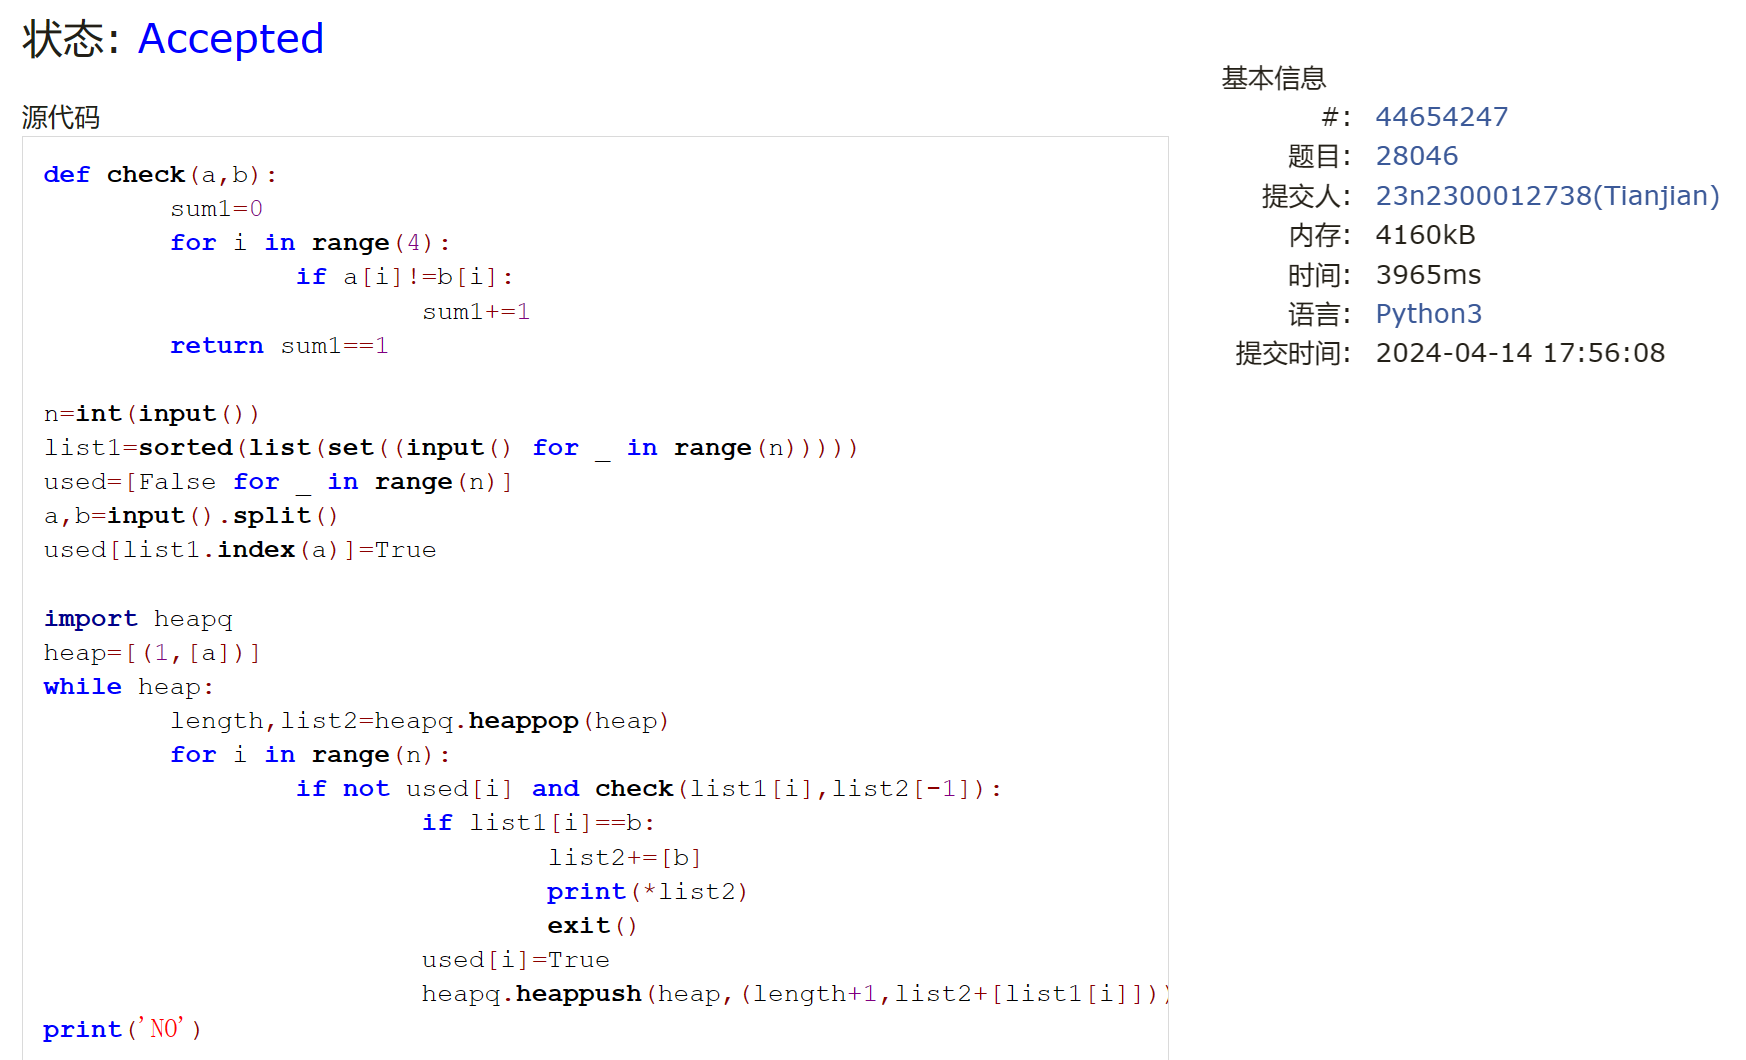 状态: Accepted
源代码
def check(a,b):
        sum1=0
        for i in range(4):
                if a[i]!=b[i]:
                        sum1+=1
        return sum1==1

n=int(input())
list1=sorted(list(set((input() for _ in range(n)))))
used=[False for _ in range(n)]
a,b=input().split()
used[list1.index(a)]=True

import heapq
heap=[(1,[a])]
while heap:
        length,list2=heapq.heappop(heap)
        for i in range(n):
                if not used[i] and check(list1[i],list2[-1]):
                        if list1[i]==b:
                                list2+=[b]
                                print(*list2)
                                exit()
                        used[i]=True
                        heapq.heappush(heap,(length+1,list2+[list1[i]]))
print('NO')
基本信息
#: 44654247
题目: 28046
提交人: 23n2300012738(Tianjian)
内存: 4160kB
时间: 3965ms
语言: Python3
提交时间: 2024-04-14 17:56:08